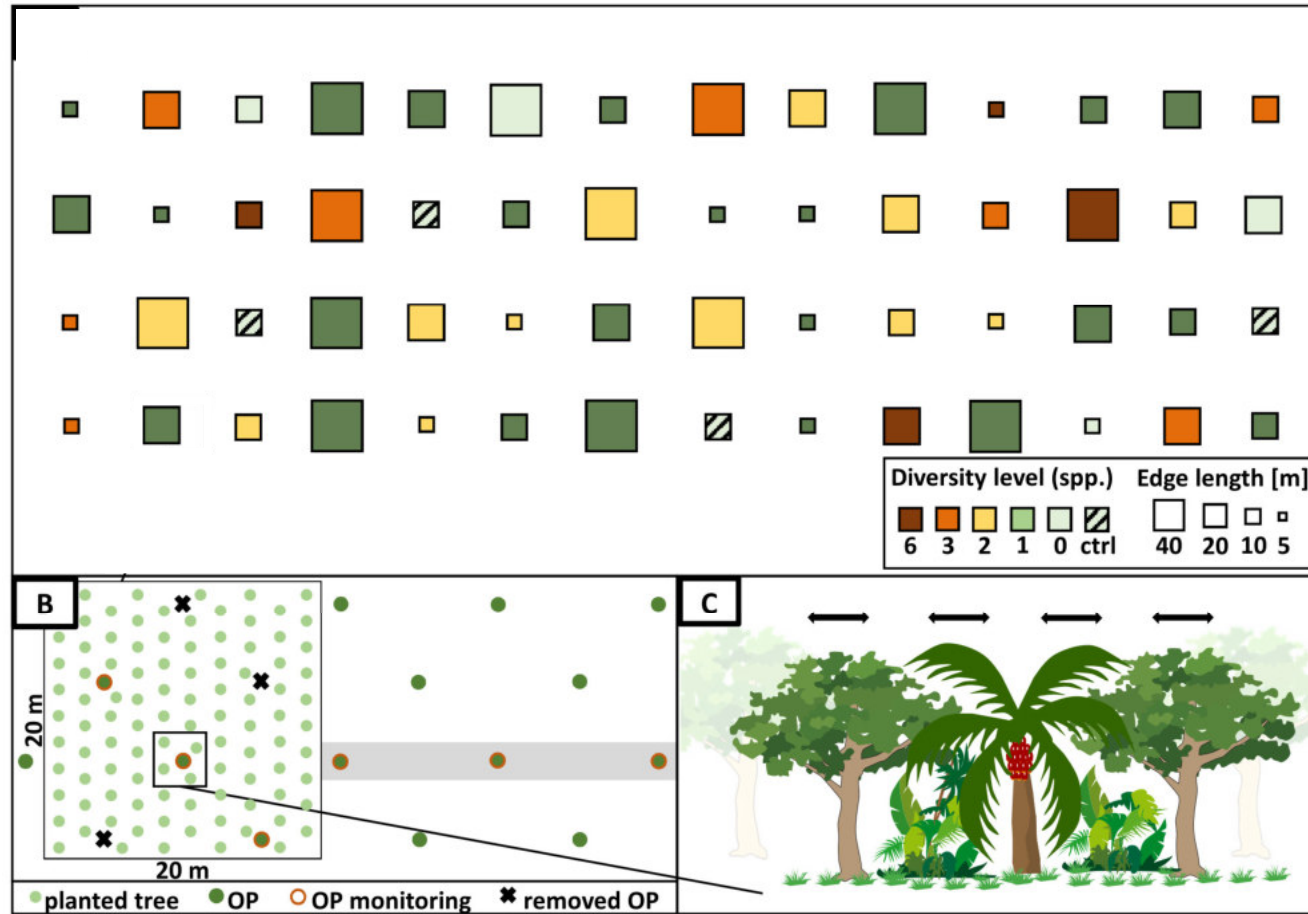 Diversity level (spp.) Edge length [m]
6 3 2 1 0 ctrl 40 20 10 5
B
C
20 m
20 m
planted tree OP OP monitoring removed OP